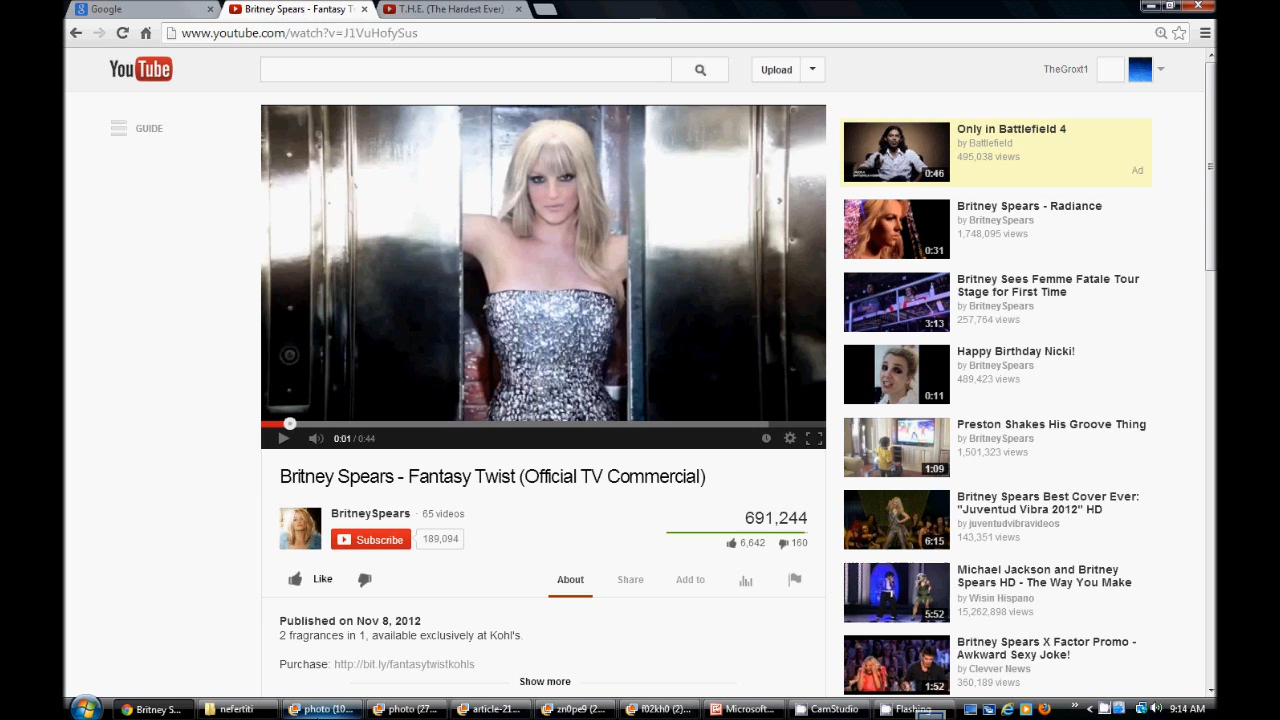 Google
Britney Spears - Fantasy T
T.H.E. (The Hardest Ever) -
www.youtube.com/watch?v=J1VuHofySus
YouTube
Upload
TheGroxt1
GUIDE
0:01 / 0:44
Britney Spears - Fantasy Twist (Official TV Commercial)
BritneySpears · 65 videos
Subscribe 189,094
691,244
6,642 160
Like
About Share Add to
Published on Nov 8, 2012
2 fragrances in 1, available exclusively at Kohl's.
Purchase: http://bit.ly/fantasytwistkohls
Show more
Only in Battlefield 4
by Battlefield
495,038 views
Ad
0:46
Britney Spears - Radiance
by BritneySpears
1,748,095 views
0:31
Britney Sees Femme Fatale Tour
Stage for First Time
by BritneySpears
257,764 views
3:13
Happy Birthday Nicki!
by BritneySpears
489,423 views
0:11
Preston Shakes His Groove Thing
by BritneySpears
1,501,323 views
1:09
Britney Spears Best Cover Ever:
"Juventud Vibra 2012" HD
by juventudvibravideos
143,351 views
6:15
Michael Jackson and Britney
Spears HD - The Way You Make
by Wisin Hispano
15,262,898 views
5:52
Britney Spears X Factor Promo -
Awkward Sexy Joke!
by Clevver News
360,189 views
1:52
Britney S...
nefertiti
photo (10...
photo (27...
article-21...
zn0pe9 (2...
f02kh0 (2)...
Microsoft...
CamStudio
Flashing
9:14 AM